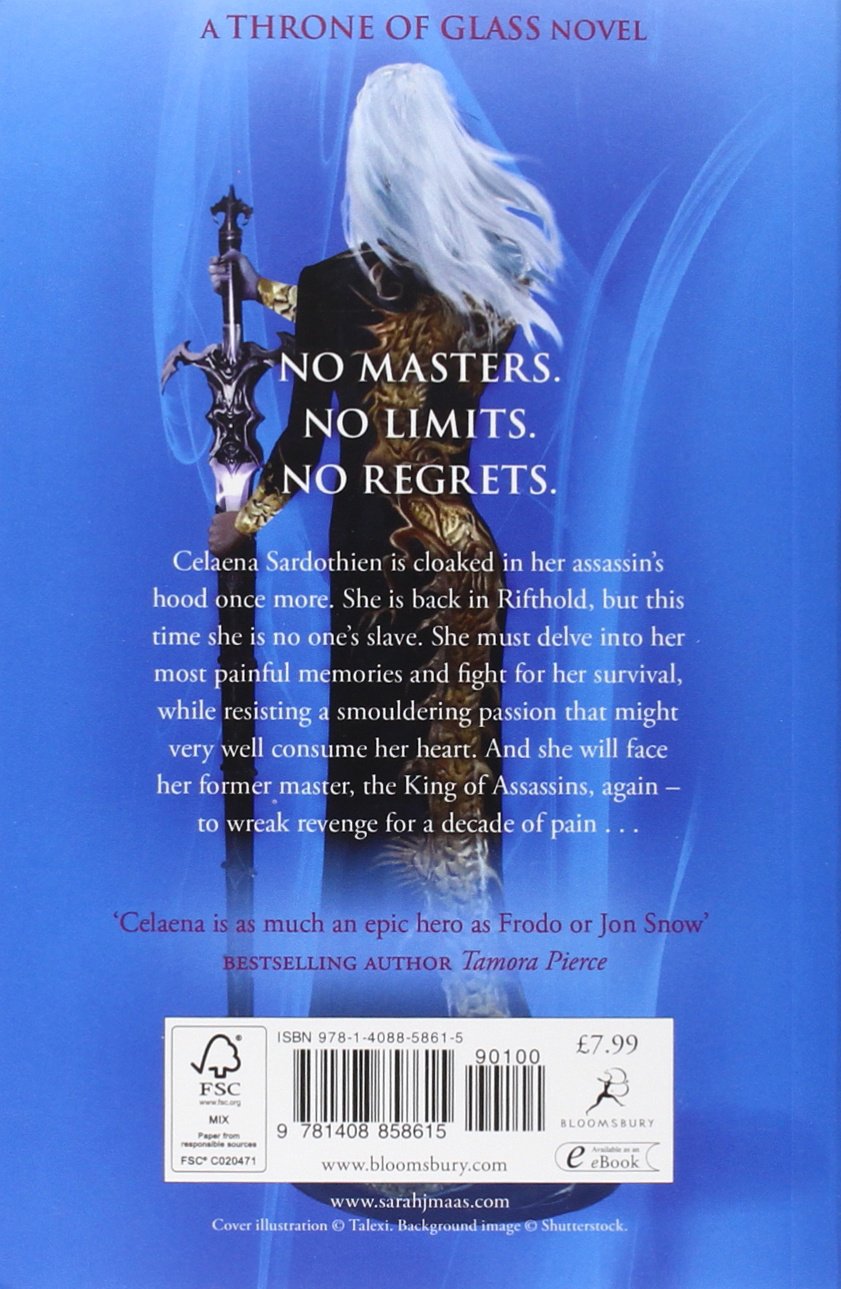 A THRONE OF GLASS NOVEL
NO MASTERS.
NO LIMITS.
NO REGRETS.
Celaena Sardothien is cloaked in her assassin’s
hood once more. She is back in Rifthold, but this
time she is no one’s slave. She must delve into her
most painful memories and fight for her survival,
while resisting a smouldering passion that might
very well consume her heart. And she will face
her former master, the King of Assassins, again –
to wreak revenge for a decade of pain . . .
‘Celaena is as much an epic hero as Frodo or Jon Snow’
BESTSELLING AUTHOR Tamora Pierce
FSC®
www.fsc.org
MIX
Paper from
responsible sources
FSC® C020471
ISBN 978-1-4088-5861-5
90100
9 781408 858615
www.bloomsbury.com
£7.99
BLOOMSBURY
e Available as an
eBook
www.sarahjmaas.com
Cover illustration © Talexi. Background image © Shutterstock.